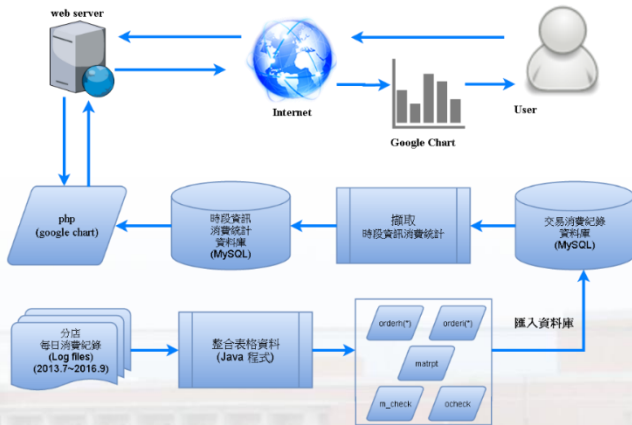 web server
Internet
Google Chart
User
php
(google chart)
時段資訊
消費統計
資料庫
(MySQL)
擷取
時段資訊消費統計
交易消費紀錄
資料庫
(MySQL)
分店
每日消費紀錄
(Log files)
(2013.7~2016.9)
整合表格資料
(Java 程式)
orderh(*)
orderi(*)
matrpt
m_check
ocheck
匯入資料庫